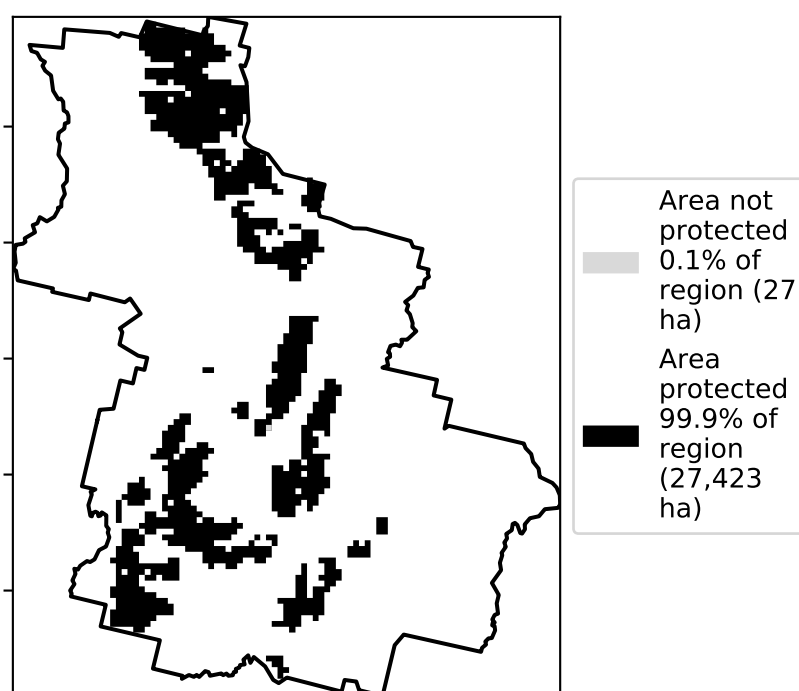 Area not
protected
0.1% of
region (27
ha)
Area
protected
99.9% of
region
(27,423
ha)